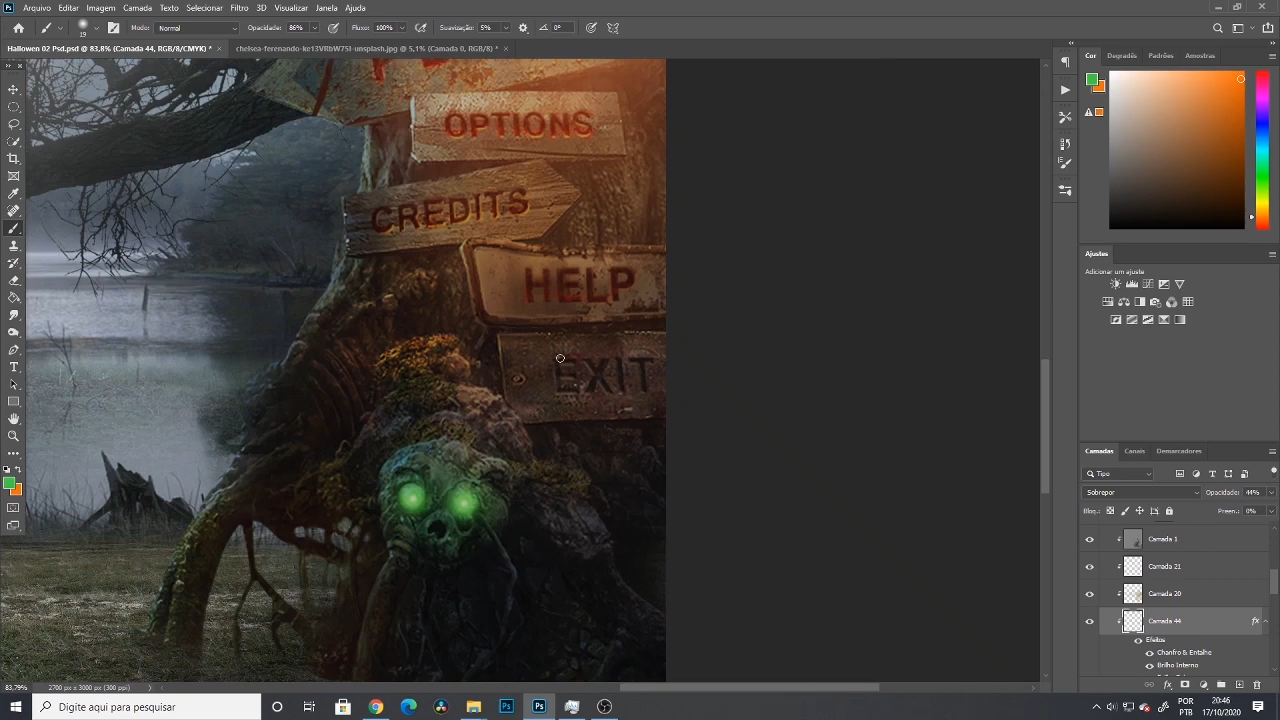 Arquivo Editar Imagem Camada Texto Selecionar Filtro 3D Visualizar Janela Ajuda
19 Modo: Normal Opacidade: 86% Fluxo: 100% Suavização: 5% 0°
Hallowen 02 Psd.psd @ 83,8% (Camada 44, RGB/8/CMYK) * × chelsea-ferenando-ke13VRbW75I-unsplash.jpg @ 5,1% (Camada 0, RGB/8) * ×
Cor Degradês Padrões Amostras
OPTIONS
CREDITS
HELP
EXIT
Ajustes
Adicionar um ajuste
Camadas Canais Demarcadores
Tipo
Sobrepor Opacidade: 44%
Bloq.: Preen.: 0%
Camada 1
Camada 21
Camada 20
Camada 44 fx
Efeitos
Chanfro & Entalhe
Brilho Interno
83,79% 2700 px × 3000 px (300 ppi)
Digite aqui para pesquisar
POR 20:46
PTB 17/10/2020